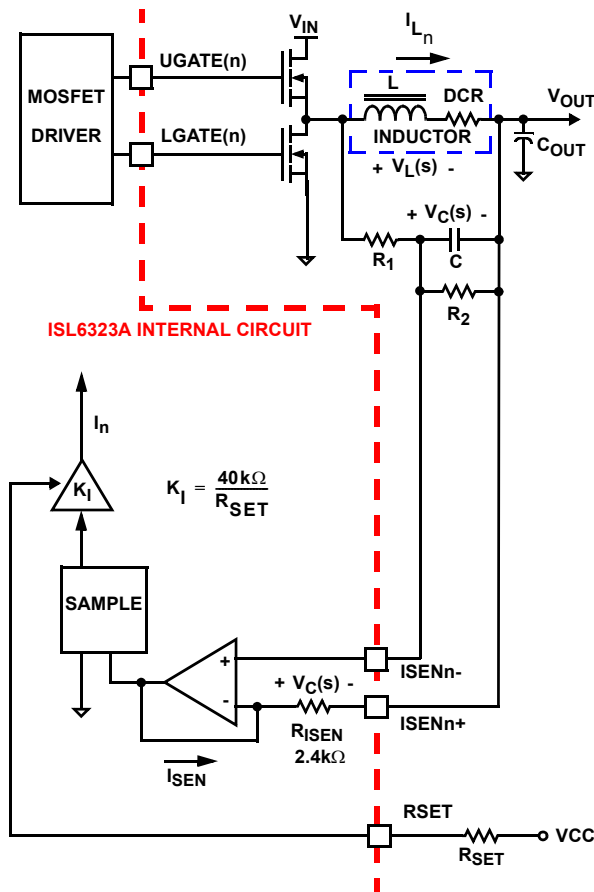 V_IN
I_Ln
UGATE(n)
MOSFET
DRIVER
L
DCR
V_OUT
LGATE(n)
INDUCTOR
C_OUT
+ V_L(s) -
+ V_C(s) -
R_1
C
R_2
ISL6323A INTERNAL CIRCUIT
I_n
K_I
K_I = 40kΩ / R_SET
SAMPLE
+
-
ISENn-
+ V_C(s) -
ISENn+
R_ISEN
2.4kΩ
I_SEN
RSET
VCC
R_SET